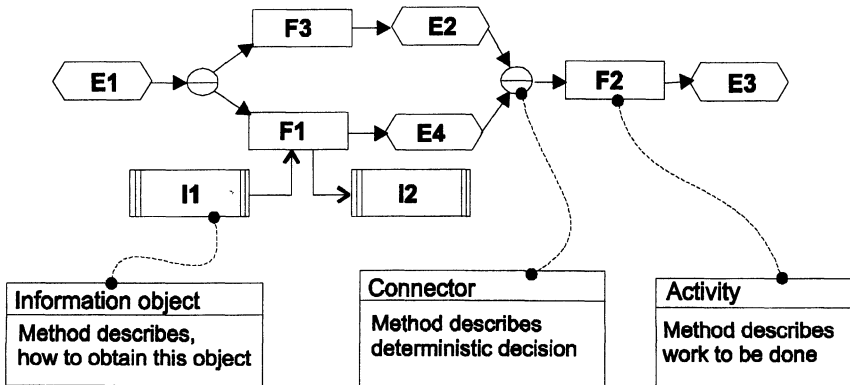 F3
E2
E1
F2
E3
F1
E4
I1
I2
Information object
Method describes,
how to obtain this object
Connector
Method describes
deterministic decision
Activity
Method describes
work to be done